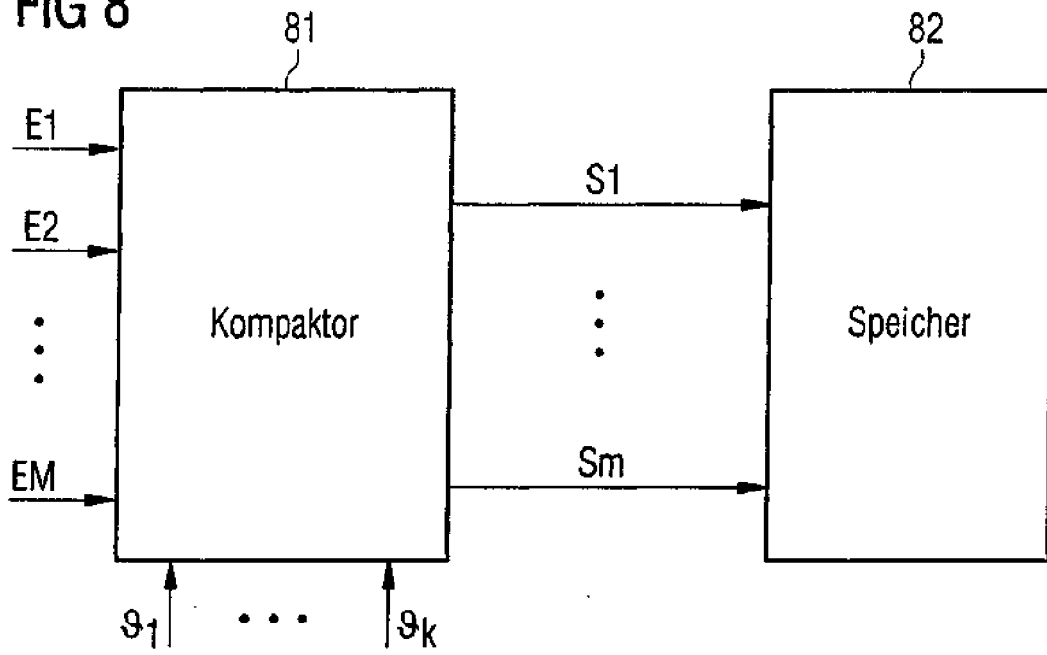 FIG 8
81
82
E1
S1
E2
Kompaktor
Speicher
Sm
EM
ϑ1
ϑk